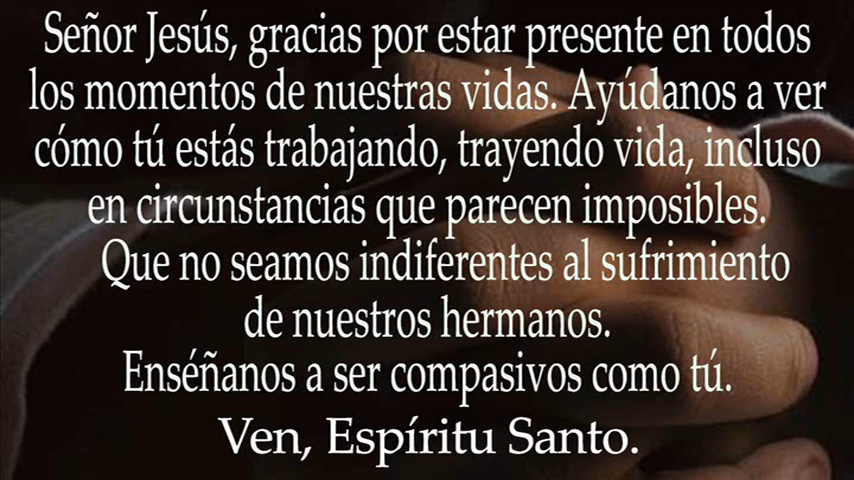 Señor Jesús, gracias por estar presente en todos
los momentos de nuestras vidas. Ayúdanos a ver
cómo tú estás trabajando, trayendo vida, incluso
en circunstancias que parecen imposibles.
Que no seamos indiferentes al sufrimiento
de nuestros hermanos.
Enséñanos a ser compasivos como tú.
Ven, Espíritu Santo.